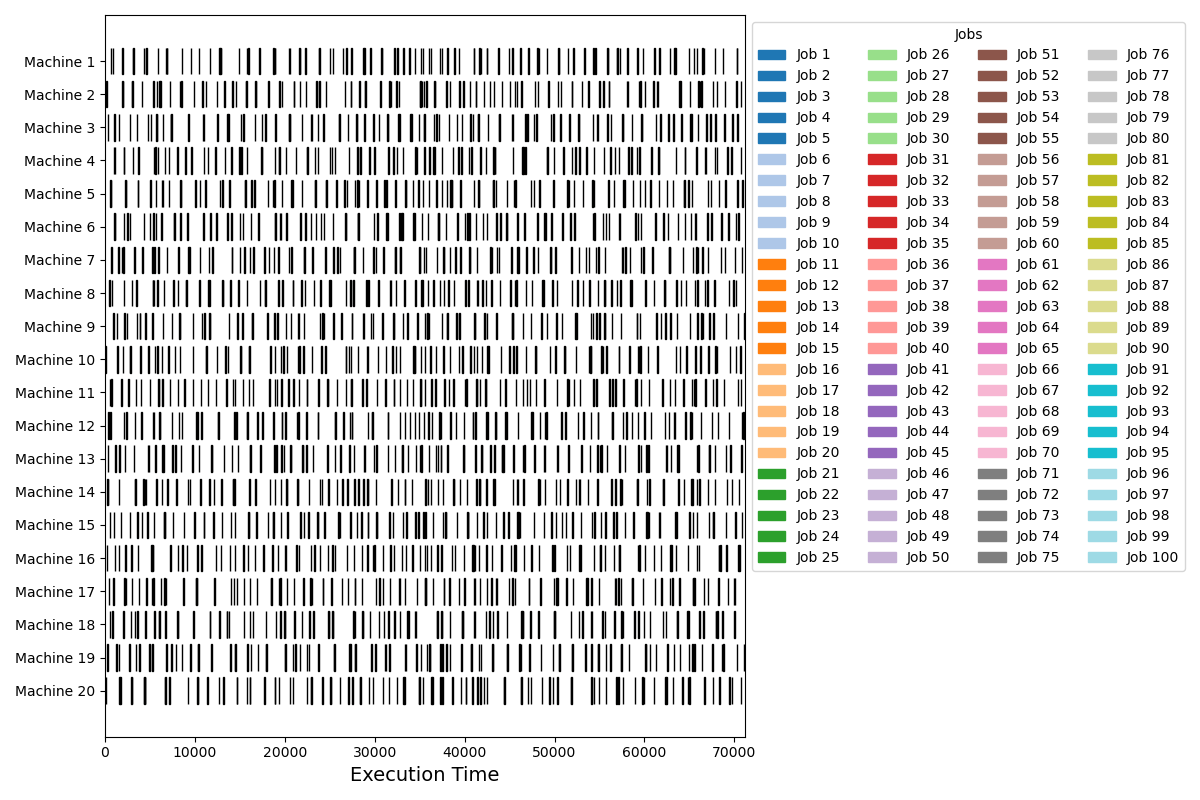 Machine 1
Machine 2
Machine 3
Machine 4
Machine 5
Machine 6
Machine 7
Machine 8
Machine 9
Machine 10
Machine 11
Machine 12
Machine 13
Machine 14
Machine 15
Machine 16
Machine 17
Machine 18
Machine 19
Machine 20
0 10000 20000 30000 40000 50000 60000 70000
Execution Time
Jobs
Job 1 Job 26 Job 51 Job 76
Job 2 Job 27 Job 52 Job 77
Job 3 Job 28 Job 53 Job 78
Job 4 Job 29 Job 54 Job 79
Job 5 Job 30 Job 55 Job 80
Job 6 Job 31 Job 56 Job 81
Job 7 Job 32 Job 57 Job 82
Job 8 Job 33 Job 58 Job 83
Job 9 Job 34 Job 59 Job 84
Job 10 Job 35 Job 60 Job 85
Job 11 Job 36 Job 61 Job 86
Job 12 Job 37 Job 62 Job 87
Job 13 Job 38 Job 63 Job 88
Job 14 Job 39 Job 64 Job 89
Job 15 Job 40 Job 65 Job 90
Job 16 Job 41 Job 66 Job 91
Job 17 Job 42 Job 67 Job 92
Job 18 Job 43 Job 68 Job 93
Job 19 Job 44 Job 69 Job 94
Job 20 Job 45 Job 70 Job 95
Job 21 Job 46 Job 71 Job 96
Job 22 Job 47 Job 72 Job 97
Job 23 Job 48 Job 73 Job 98
Job 24 Job 49 Job 74 Job 99
Job 25 Job 50 Job 75 Job 100